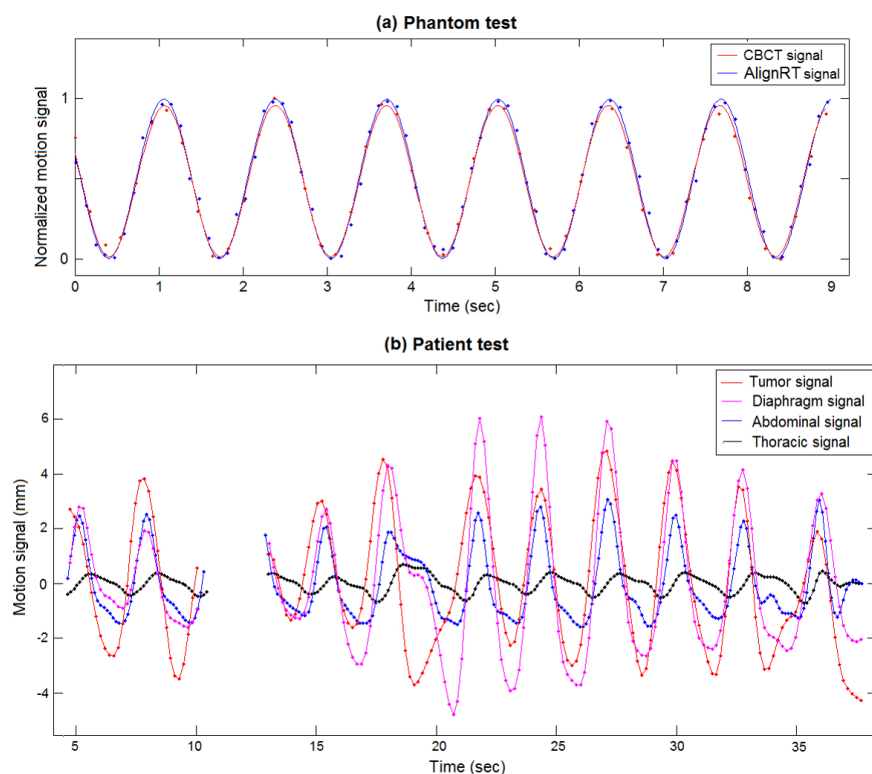 (a) Phantom test
CBCT signal
AlignRT signal
Normalized motion signal
1
0
0 1 2 3 4 5 6 7 8 9
Time (sec)
(b) Patient test
Tumor signal
Diaphragm signal
Abdominal signal
Thoracic signal
Motion signal (mm)
6
4
2
0
-2
-4
5 10 15 20 25 30 35
Time (sec)